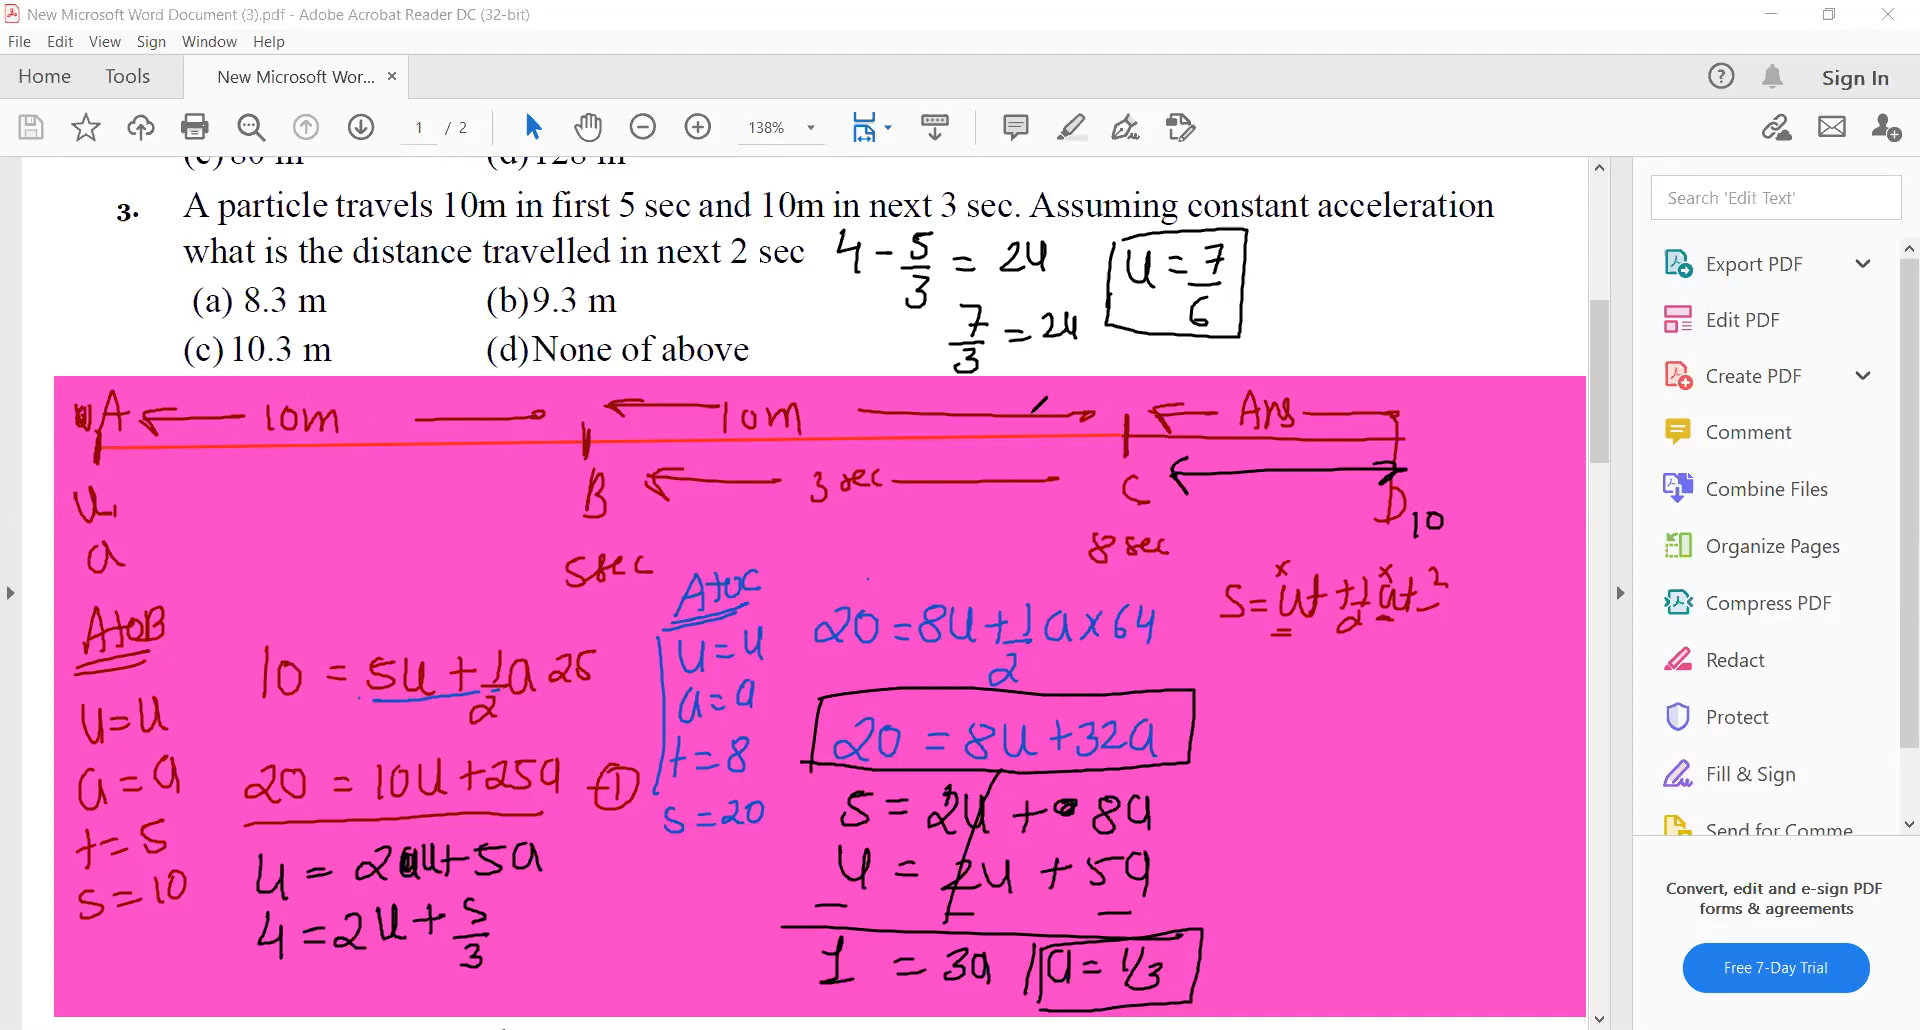 New Microsoft Word Document (3).pdf - Adobe Acrobat Reader DC (32-bit)
File Edit View Sign Window Help
Home Tools New Microsoft Wor... × ? Sign In
1 / 2 138%
(c) 80 m (d) 128 m
3. A particle travels 10m in first 5 sec and 10m in next 3 sec. Assuming constant acceleration
what is the distance travelled in next 2 sec
(a) 8.3 m (b) 9.3 m
(c) 10.3 m (d) None of above
4 - 5/3 = 2u
7/3 = 2u
u = 7/6
A 10m 10m Ans
B 3 sec C D 10
u
a
5sec 8 sec
AtoB
u=u
a=a
t=5
s=10
10 = 5u + 1/2 a 25
20 = 10u + 25a ①
4 = 2u + 5a
4 = 2u + 5/3
AtoC
u=u
a=a
t=8
s=20
20 = 8u + 1/2 a × 64
20 = 8u + 32a
5 = 2u + 8a
4 = 2u + 5a
1 = 3a a = 1/3
S = ut + 1/2 at²
x x
Search 'Edit Text'
Export PDF
Edit PDF
Create PDF
Comment
Combine Files
Organize Pages
Compress PDF
Redact
Protect
Fill & Sign
Send for Comme
Convert, edit and e-sign PDF
forms & agreements
Free 7-Day Trial